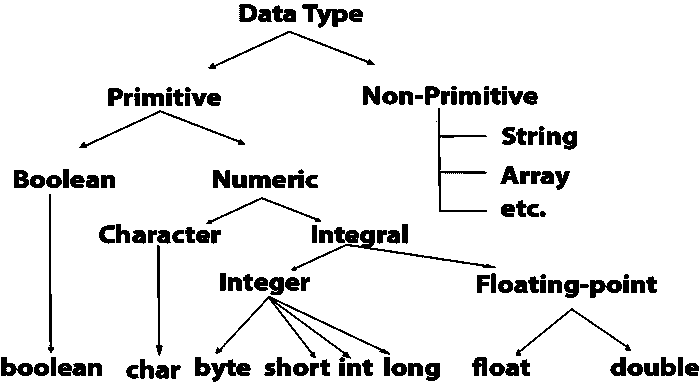 Data Type
Primitive
Non-Primitive
String
Array
etc.
Boolean
Numeric
Character
Integral
Integer
Floating-point
boolean
char
byte
short
int
long
float
double